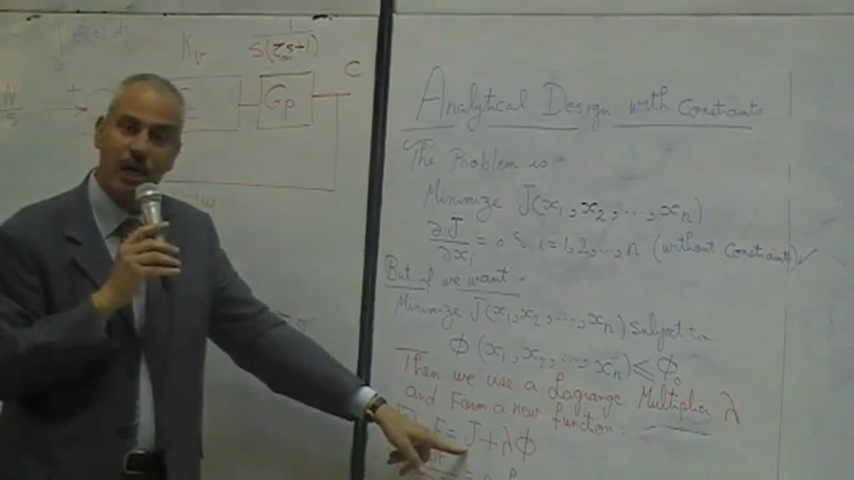 K_v 1
S(τs+1)
N + C
S Gp
Analytical Design with Constraints
The Problem is
Minimize J(x₁, x₂, ..., xₙ)
∂J/∂xᵢ = 0 & i = 1, 2, ..., n (without Constraints) ✓
But if we want
Minimize J(x₁, x₂, ..., xₙ) subject to
Φ (x₁, x₂, ..., xₙ) ≤ Φ₀
Then we use a Lagrange Multiplier λ
and Form a new function.
F = J + λΦ